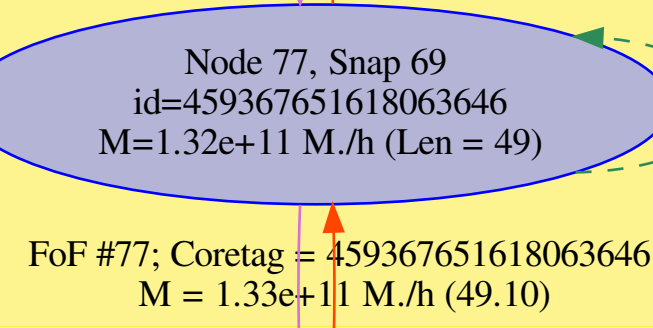 Node 77, Snap 69
id=459367651618063646
M=1.32e+11 M./h (Len = 49)
FoF #77; Coretag = 459367651618063646
M = 1.33e+11 M./h (49.10)